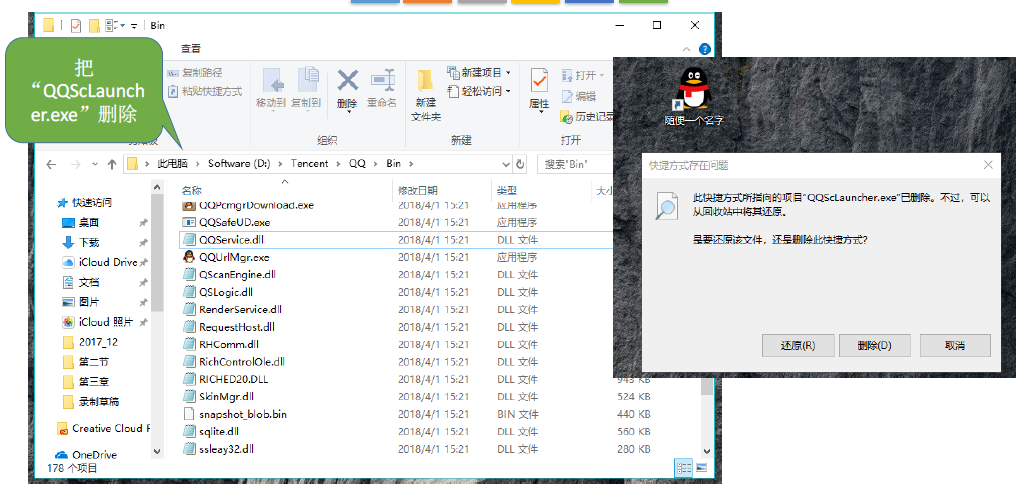 Bin
查看
把
“QQScLaunch
er.exe”删除
复制路径
粘贴快捷方式
移动到
复制到
删除
重命名
新建
文件夹
新建项目
轻松访问
属性
打开
编辑
历史记录
组织
新建
打开
此电脑 > Software (D:) > Tencent > QQ > Bin >
搜索"Bin"
名称 修改日期 类型 大小
快速访问
桌面
下载
iCloud Drive
文档
图片
iCloud 照片
2017_12
第二节
第三章
录制草稿
Creative Cloud F
OneDrive
QQPcmgrDownload.exe 2018/4/1 15:21 应用程序
QQSafeUD.exe 2018/4/1 15:21 应用程序
QQService.dll 2018/4/1 15:21 DLL 文件
QQUrlMgr.exe 2018/4/1 15:21 应用程序
QScanEngine.dll 2018/4/1 15:21 DLL 文件
QSLogic.dll 2018/4/1 15:21 DLL 文件
RenderService.dll 2018/4/1 15:21 DLL 文件
RequestHost.dll 2018/4/1 15:21 DLL 文件
RHComm.dll 2018/4/1 15:21 DLL 文件
RichControlOle.dll 2018/4/1 15:21 DLL 文件
RICHED20.DLL 2018/4/1 15:21 DLL 文件 943 KB
SkinMgr.dll 2018/4/1 15:21 DLL 文件 524 KB
snapshot_blob.bin 2018/4/1 15:21 BIN 文件 440 KB
sqlite.dll 2018/4/1 15:21 DLL 文件 560 KB
ssleay32.dll 2018/4/1 15:21 DLL 文件 280 KB
178 个项目
随便一个名字
快捷方式存在问题
此快捷方式所指向的项目"QQScLauncher.exe"已删除。不过，可以
从回收站中将其还原。
是要还原该文件，还是删除此快捷方式?
还原(R)
删除(D)
取消